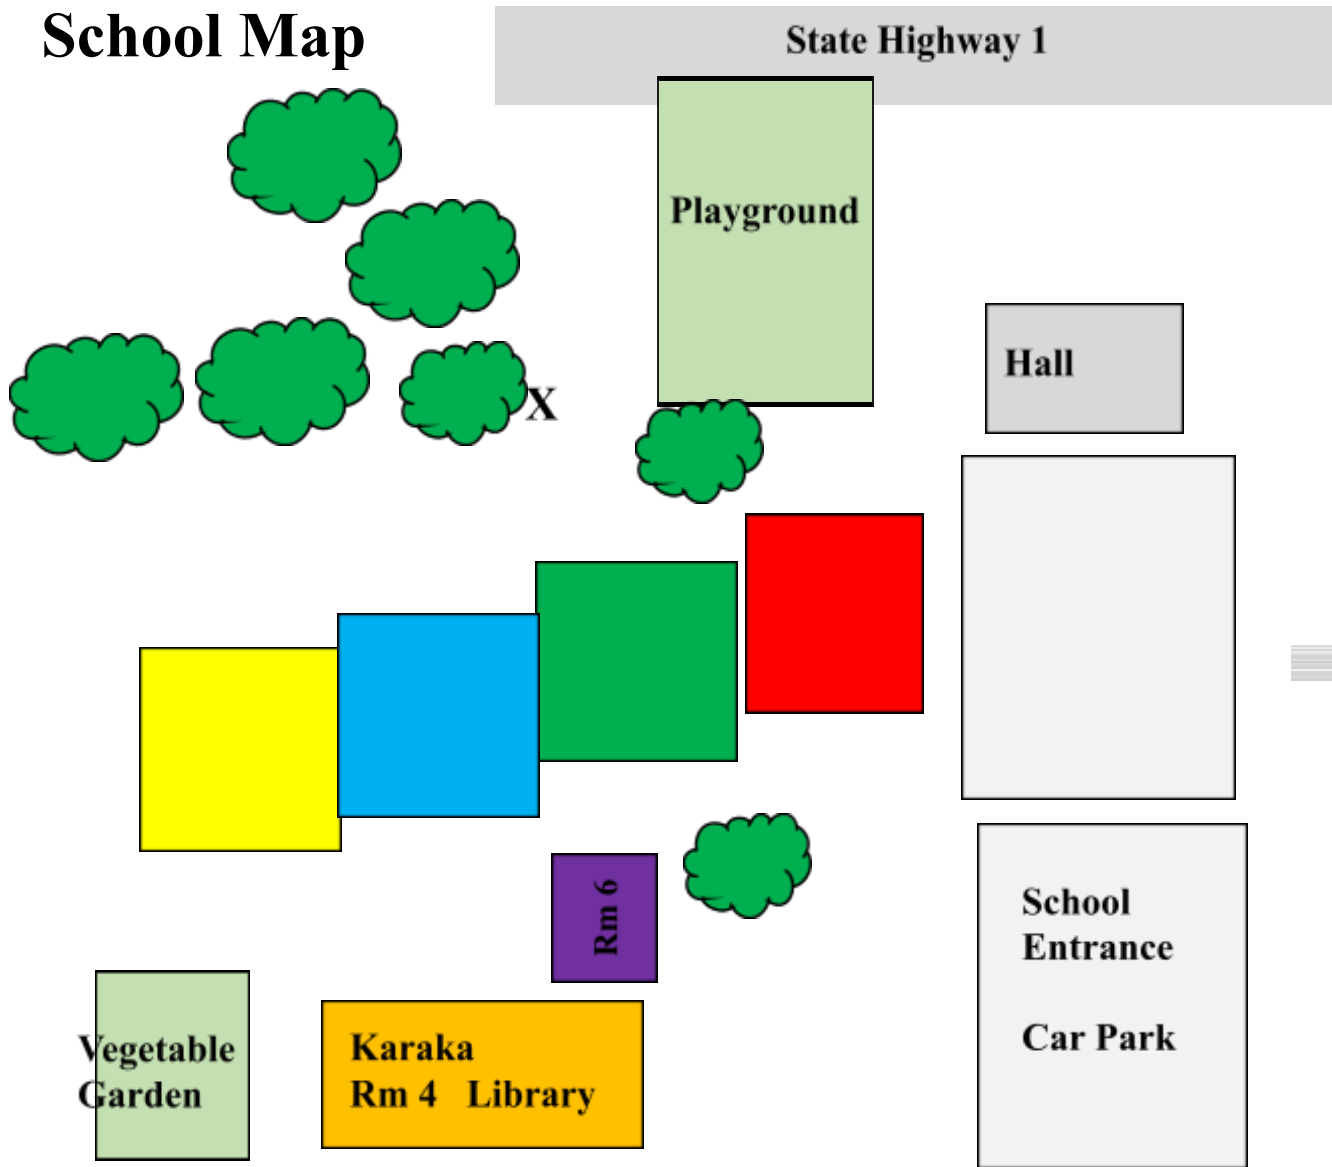 School Map
State Highway 1
Playground
Hall
X
Rm 6
School
Entrance
Car Park
Vegetable
Garden
Karaka
Rm 4 Library